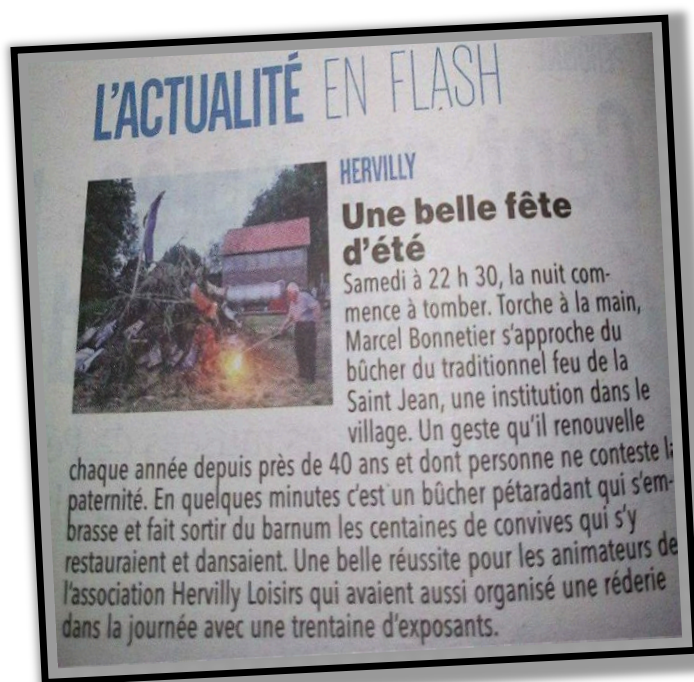 L'ACTUALITÉ EN FLASH
HERVILLY
Une belle fête
d'été
Samedi à 22 h 30, la nuit com-
mence à tomber. Torche à la main,
Marcel Bonnetier s'approche du
bûcher du traditionnel feu de la
Saint Jean, une institution dans le
village. Un geste qu'il renouvelle
chaque année depuis près de 40 ans et dont personne ne conteste la
paternité. En quelques minutes c'est un bûcher pétaradant qui s'em-
brasse et fait sortir du barnum les centaines de convives qui s'y
restauraient et dansaient. Une belle réussite pour les animateurs de
l'association Hervilly Loisirs qui avaient aussi organisé une réderie
dans la journée avec une trentaine d'exposants.